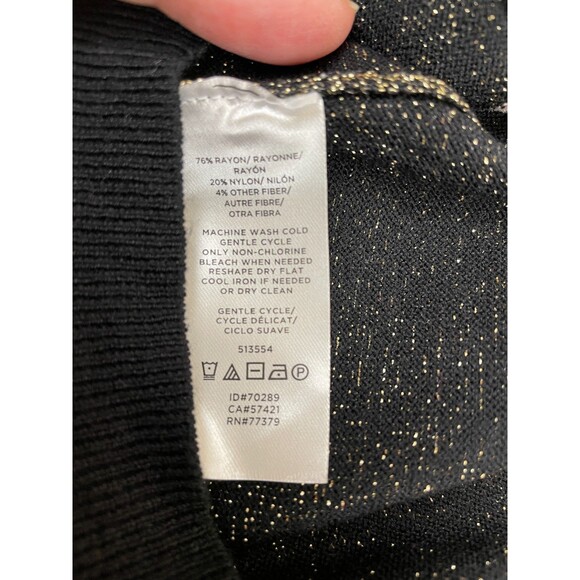 76% RAYON/ RAYONNE/
RAYÓN
20% NYLON/ NILÓN
4% OTHER FIBER/
AUTRE FIBRE/
OTRA FIBRA
MACHINE WASH COLD
GENTLE CYCLE
ONLY NON-CHLORINE
BLEACH WHEN NEEDED
RESHAPE DRY FLAT
COOL IRON IF NEEDED
OR DRY CLEAN
GENTLE CYCLE/
CYCLE DÉLICAT/
CICLO SUAVE
513554
P
ID#70289
CA#57421
RN#77379